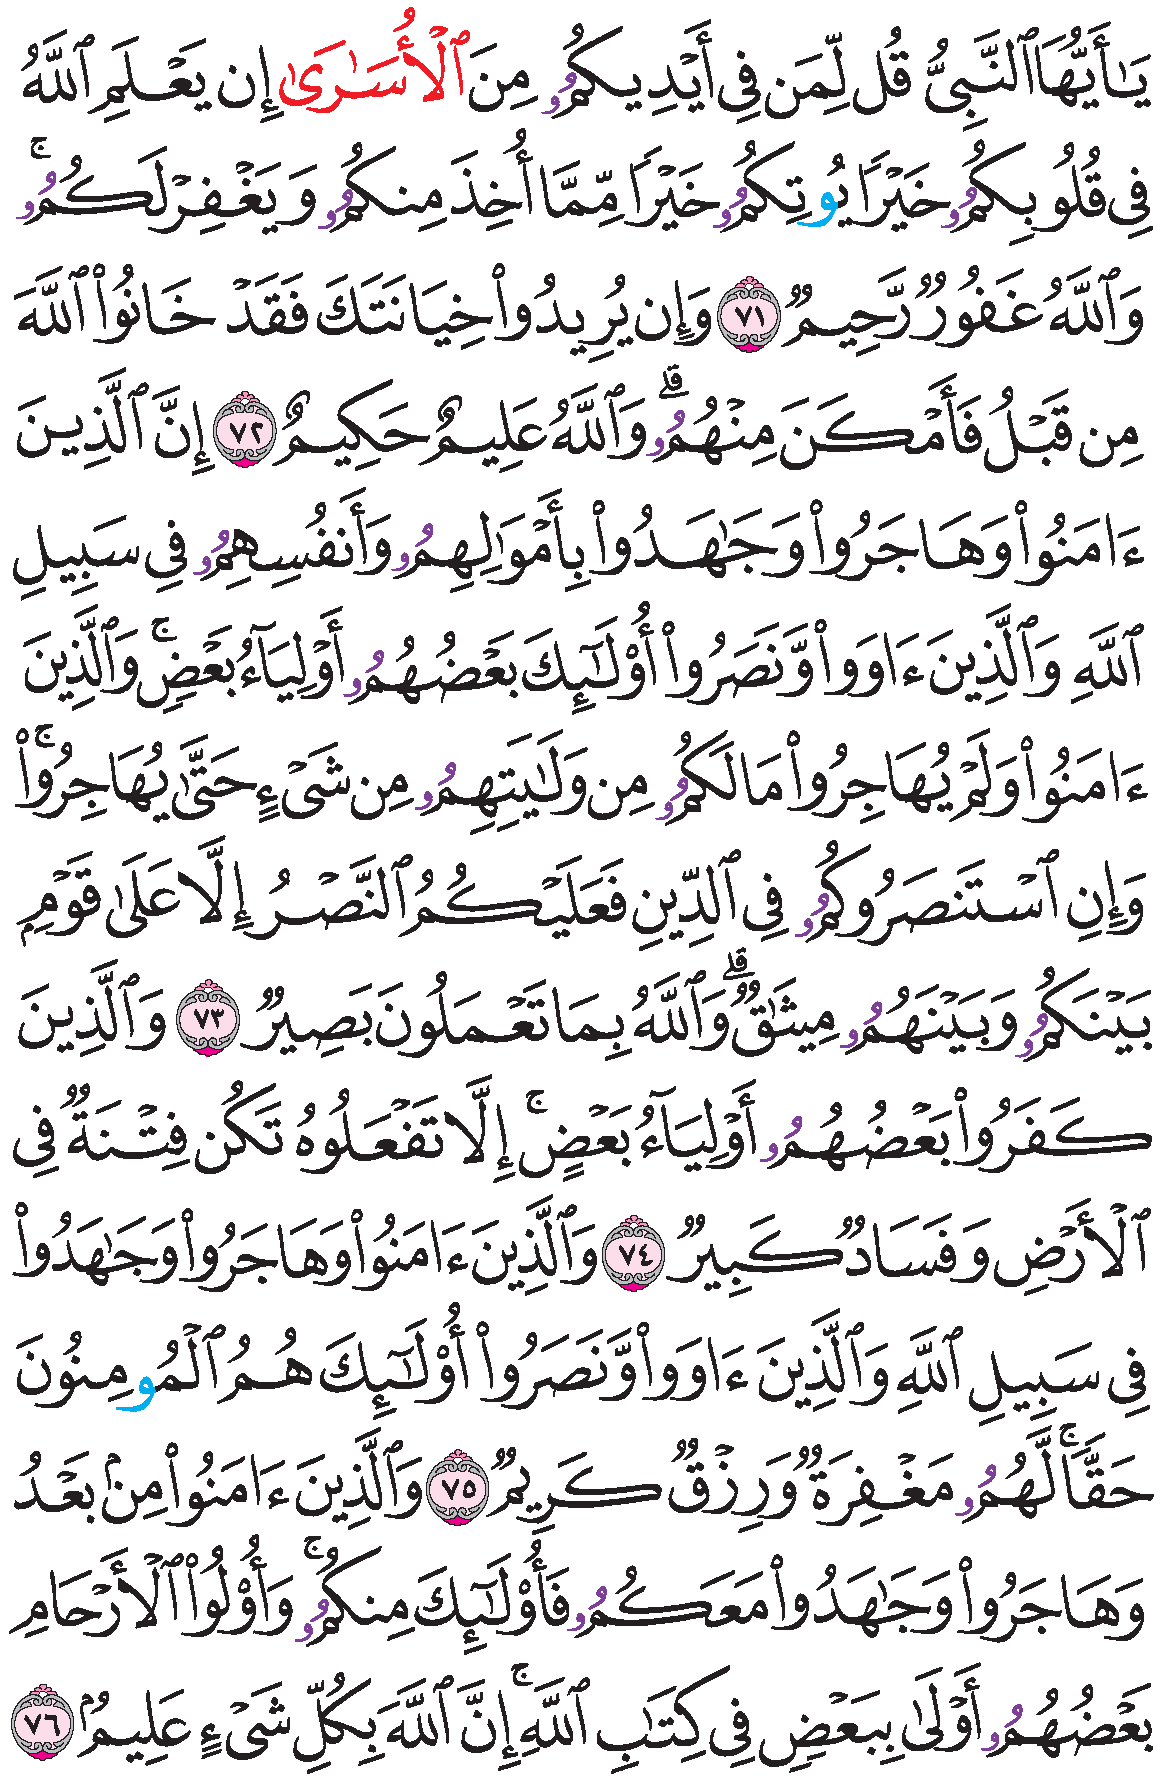 يَـٰٓأَيُّهَا ٱلنَّبِىُّ قُل لِّمَن فِىٓ أَيْدِيكُمُۥ مِنَ ٱلْأُسَـٰرَىٰٓ إِن يَعْلَمِ ٱللَّهُ
فِى قُلُوبِكُمُۥ خَيْرًا يُوتِكُمُۥ خَيْرًا مِّمَّا أُخِذَ مِنكُمُۥ وَيَغْفِرْ لَكُمُۥ ۚ
وَٱللَّهُ غَفُورٌ رَّحِيمٌ ٧١ وَإِن يُرِيدُوا۟ خِيَانَتَكَ فَقَدْ خَانُوا۟ ٱللَّهَ
مِن قَبْلُ فَأَمْكَنَ مِنْهُمُۥ ۗ وَٱللَّهُ عَلِيمٌ حَكِيمٌ ٧٢ إِنَّ ٱلَّذِينَ
ءَامَنُوا۟ وَهَاجَرُوا۟ وَجَـٰهَدُوا۟ بِأَمْوَٰلِهِمُۥ وَأَنفُسِهِمُۥ فِى سَبِيلِ
ٱللَّهِ وَٱلَّذِينَ ءَاوَوا۟ وَّنَصَرُوٓا۟ أُو۟لَـٰٓئِكَ بَعْضُهُمُۥ أَوْلِيَآءُ بَعْضٍ ۚ وَٱلَّذِينَ
ءَامَنُوا۟ وَلَمْ يُهَاجِرُوا۟ مَا لَكُمُۥ مِن وَلَـٰيَتِهِمُۥ مِن شَىْءٍ حَتَّىٰ يُهَاجِرُوا۟ ۚ
وَإِنِ ٱسْتَنصَرُوكُمُۥ فِى ٱلدِّينِ فَعَلَيْكُمُ ٱلنَّصْرُ إِلَّا عَلَىٰ قَوْمٍ
بَيْنَكُمُۥ وَبَيْنَهُمُۥ مِيثَـٰقٌ ۗ وَٱللَّهُ بِمَا تَعْمَلُونَ بَصِيرٌ ٧٣ وَٱلَّذِينَ
كَفَرُوا۟ بَعْضُهُمُۥ أَوْلِيَآءُ بَعْضٍ ۚ إِلَّا تَفْعَلُوهُ تَكُن فِتْنَةٌ فِى
ٱلْأَرْضِ وَفَسَادٌ كَبِيرٌ ٧٤ وَٱلَّذِينَ ءَامَنُوا۟ وَهَاجَرُوا۟ وَجَـٰهَدُوا۟
فِى سَبِيلِ ٱللَّهِ وَٱلَّذِينَ ءَاوَوا۟ وَّنَصَرُوٓا۟ أُو۟لَـٰٓئِكَ هُمُ ٱلْمُومِنُونَ
حَقًّا ۚ لَّهُمُۥ مَغْفِرَةٌ وَرِزْقٌ كَرِيمٌ ٧٥ وَٱلَّذِينَ ءَامَنُوا۟ مِنۢ بَعْدُ
وَهَاجَرُوا۟ وَجَـٰهَدُوا۟ مَعَكُمُۥ فَأُو۟لَـٰٓئِكَ مِنكُمُۥ ۚ وَأُو۟لُوا۟ ٱلْأَرْحَامِ
بَعْضُهُمُۥ أَوْلَىٰ بِبَعْضٍ فِى كِتَـٰبِ ٱللَّهِ ۚ إِنَّ ٱللَّهَ بِكُلِّ شَىْءٍ عَلِيمٌۢ ٧٦